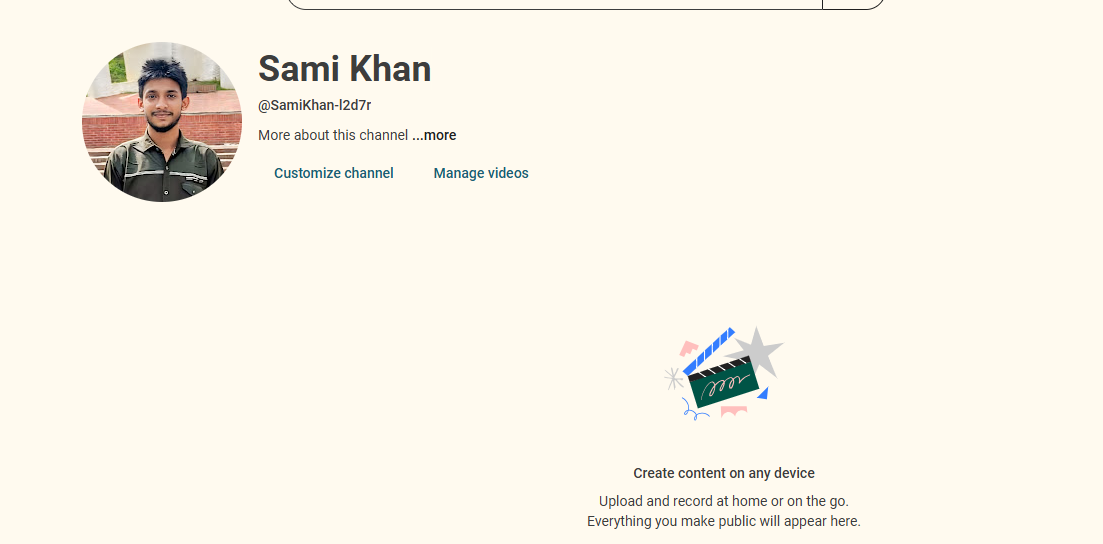 Sami Khan
@SamiKhan-l2d7r
More about this channel ...more
Customize channel Manage videos
Create content on any device
Upload and record at home or on the go.
Everything you make public will appear here.